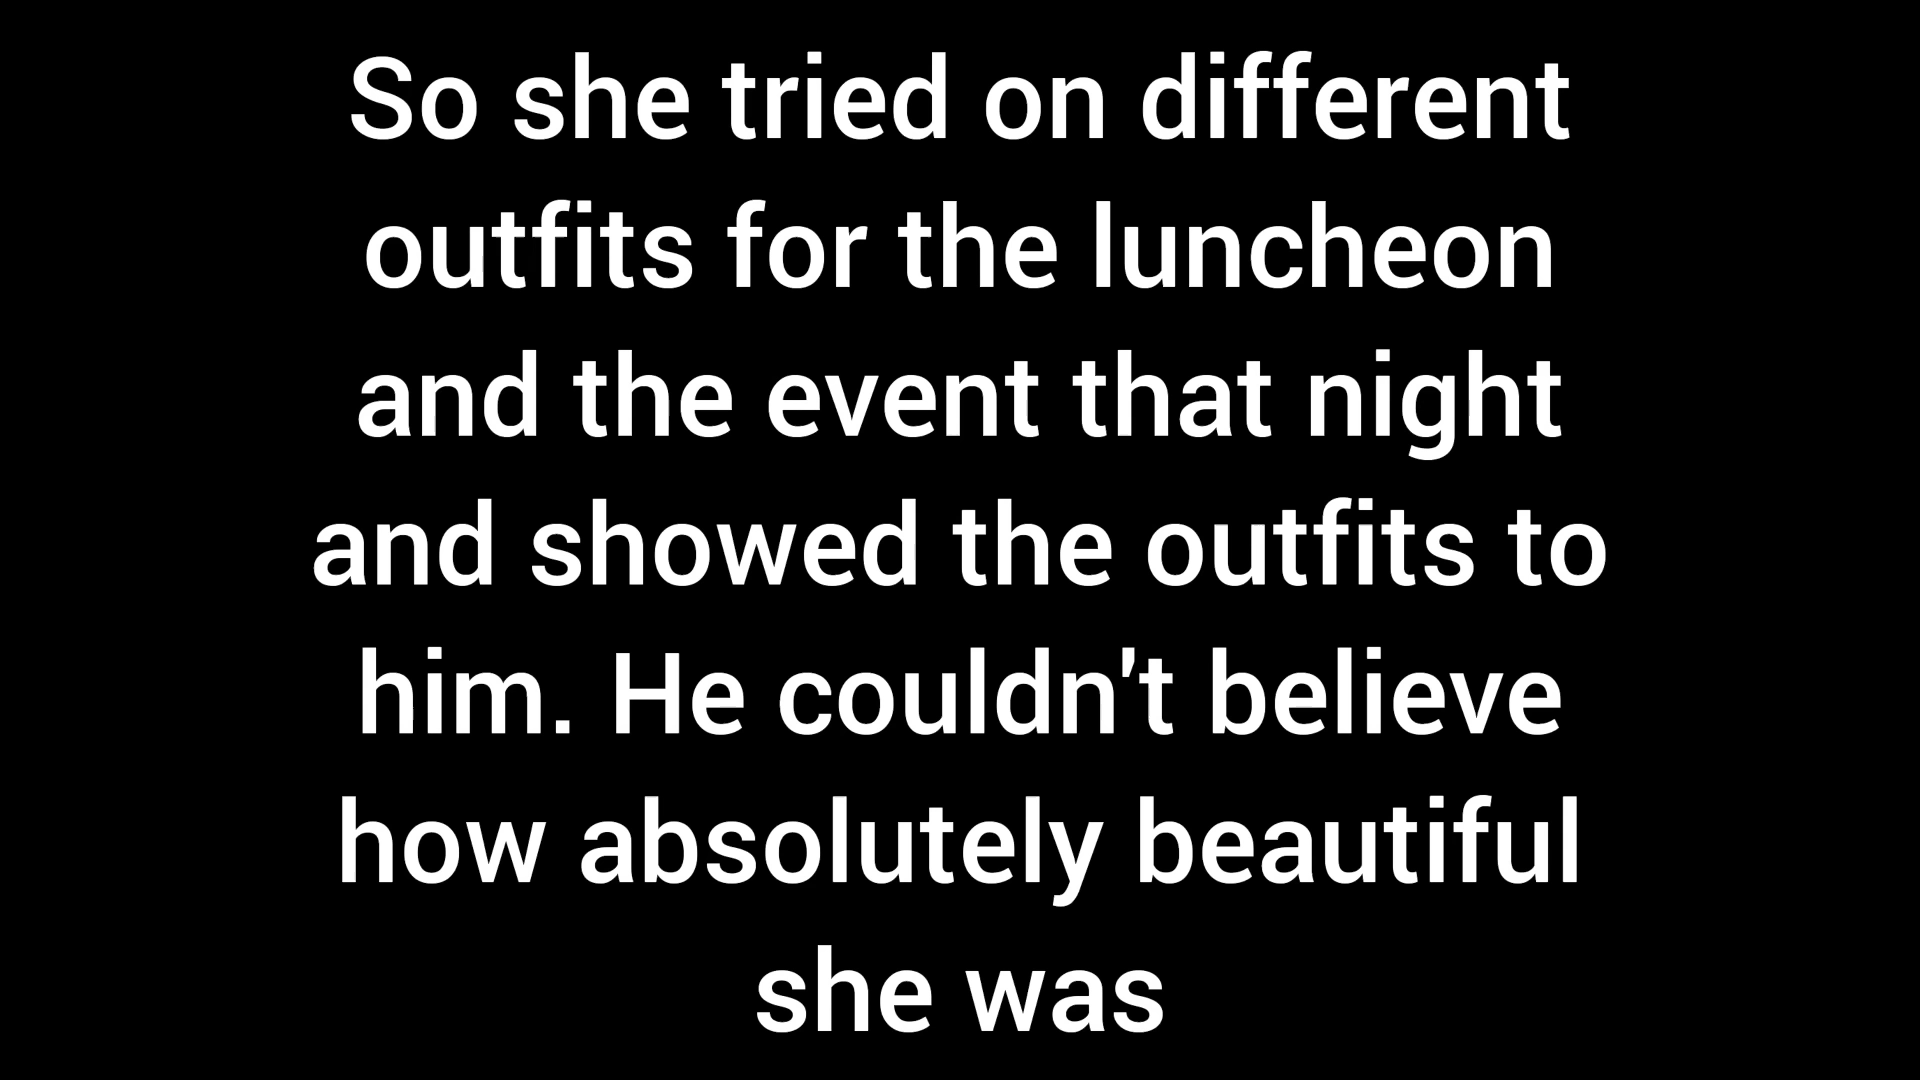 So she tried on different
outfits for the luncheon
and the event that night
and showed the outfits to
him. He couldn't believe
how absolutely beautiful
she was